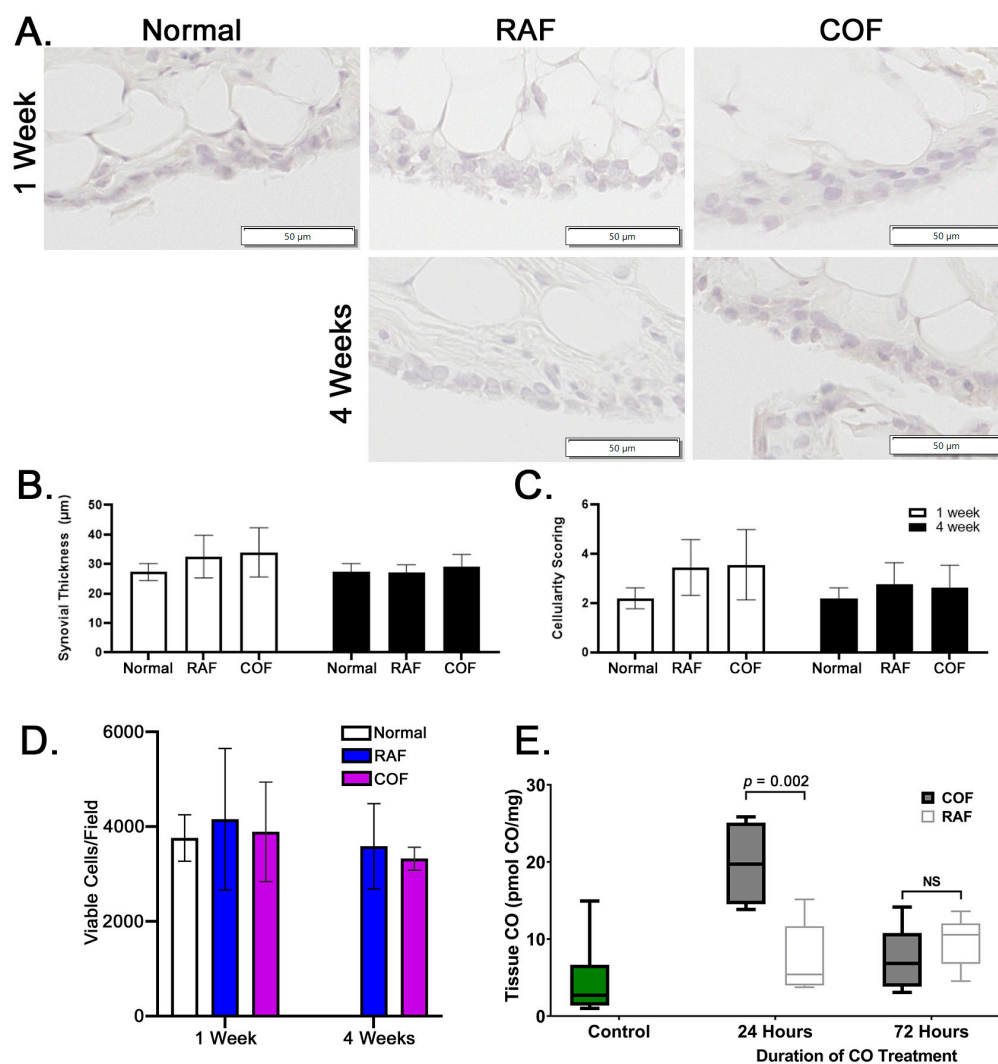 A.
Normal
RAF
COF
1 Week
50 µm
50 µm
50 µm
4 Weeks
50 µm
50 µm
B.
Synovial Thickness (µm)
50
40
30
20
10
0
Normal
RAF
COF
Normal
RAF
COF
C.
Cellularity Scoring
6
4
2
0
1 week
4 week
Normal
RAF
COF
Normal
RAF
COF
D.
Viable Cells/Field
6000
4000
2000
0
Normal
RAF
COF
1 Week
4 Weeks
E.
Tissue CO (pmol CO/mg)
30
20
10
0
p = 0.002
COF
RAF
NS
Control
24 Hours
72 Hours
Duration of CO Treatment